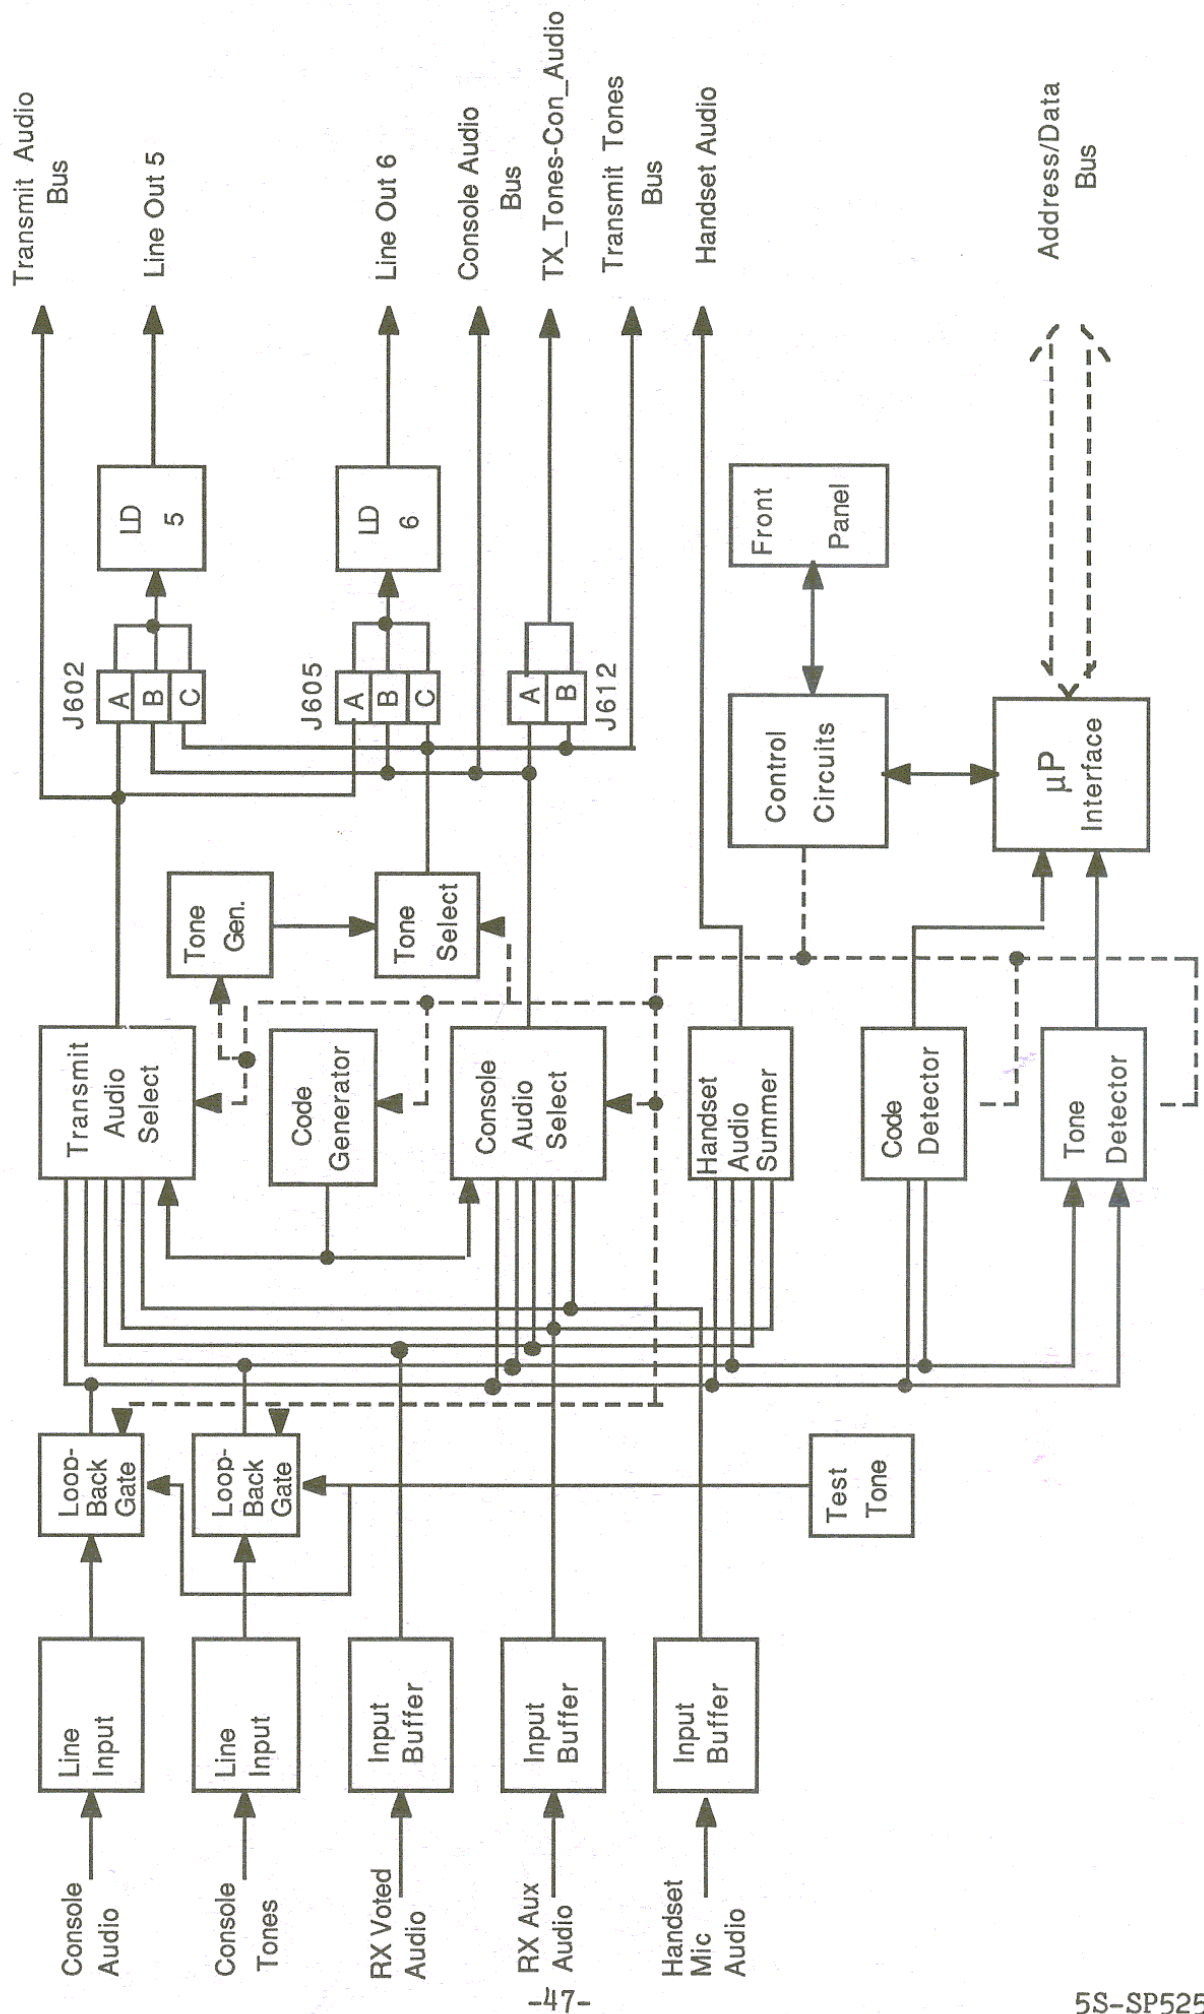 Console
Audio
Console
Tones
RX Voted
Audio
RX Aux
Audio
Handset
Mic
Audio
Line
Input
Line
Input
Input
Buffer
Input
Buffer
Input
Buffer
Loop-
Back
Gate
Loop-
Back
Gate
Test
Tone
Transmit
Audio
Select
Code
Generator
Console
Audio
Select
Handset
Audio
Summer
Code
Detector
Tone
Detector
Tone
Gen.
Tone
Select
J602
A
B
C
J605
A
B
C
A
B
J612
Control
Circuits
µP
Interface
LD
5
LD
6
Front
Panel
Transmit Audio
Bus
Line Out 5
Line Out 6
Console Audio
Bus
TX_Tones-Con_Audio
Transmit Tones
Bus
Handset Audio
Address/Data
Bus
-47-
5S-SP525